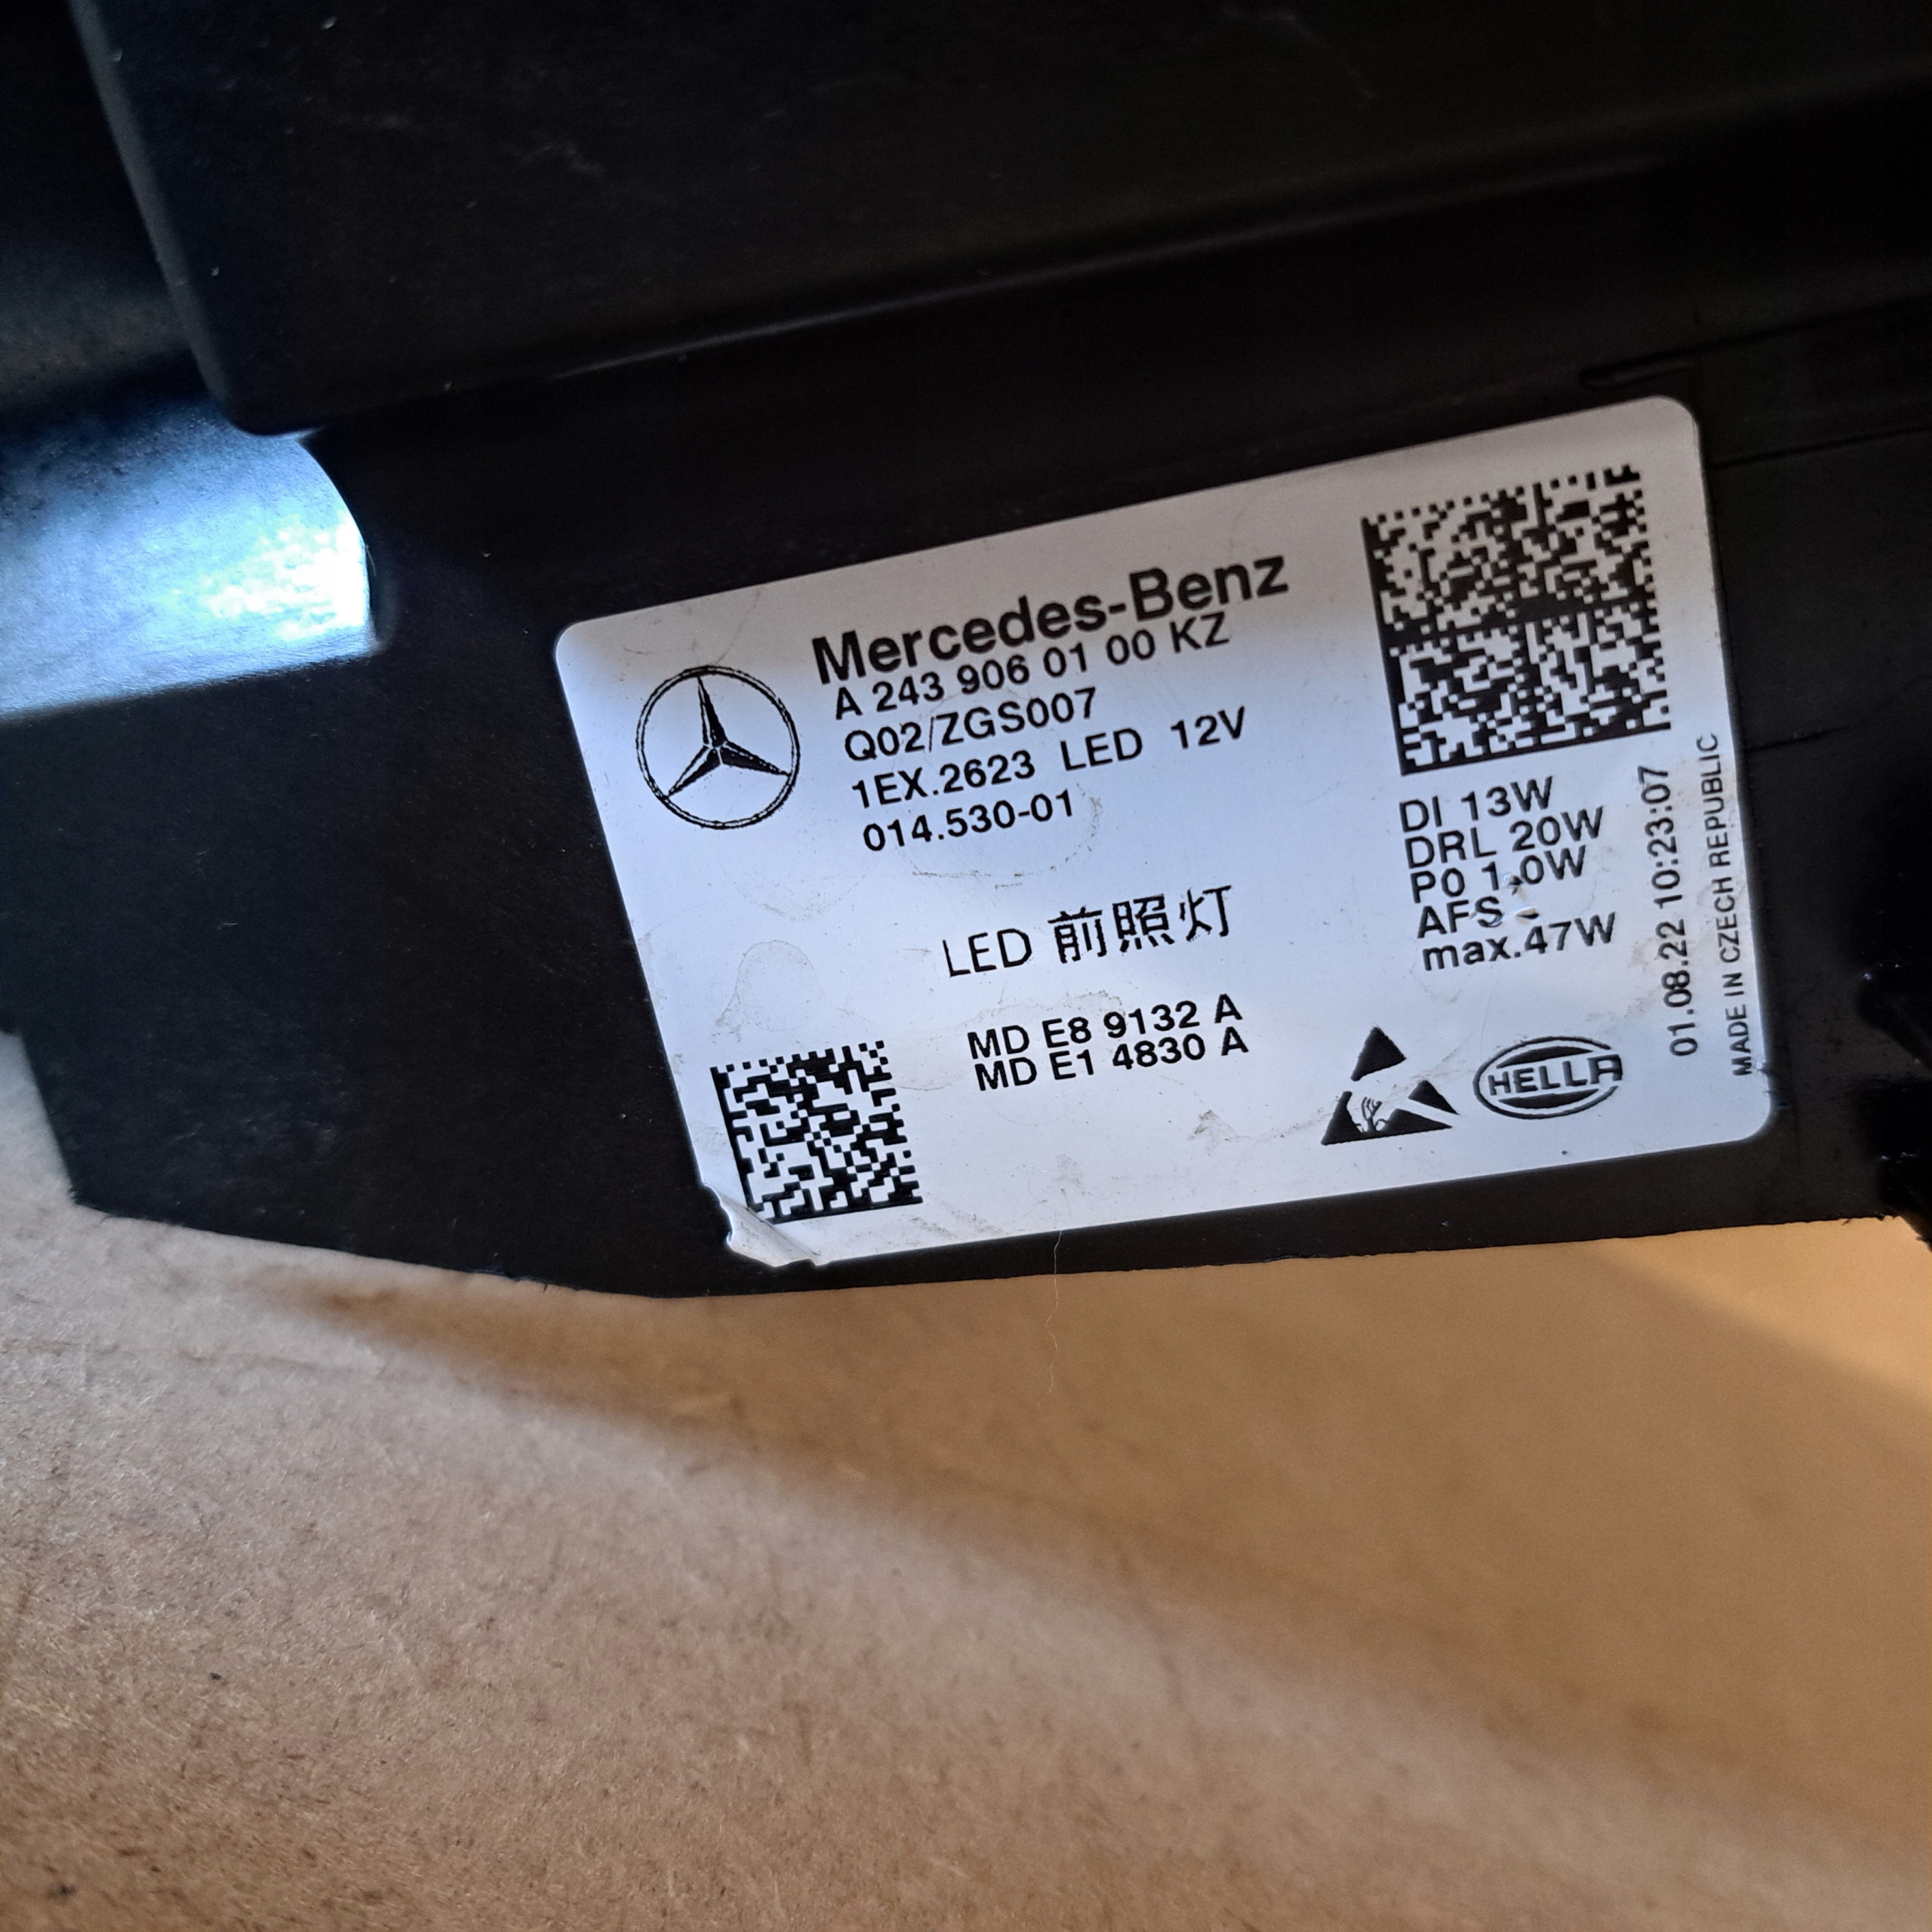 Mercedes-Benz
A 243 906 01 00 KZ
Q02/ZGS007
1EX.2623 LED 12V
014.530-01
LED 前照灯
MD E8 9132 A
MD E1 4830 A
DI 13W
DRL 20W
P0 1.0W
AFS -
max.47W
HELLA
01.08.22 10:23:07
MADE IN CZECH REPUBLIC